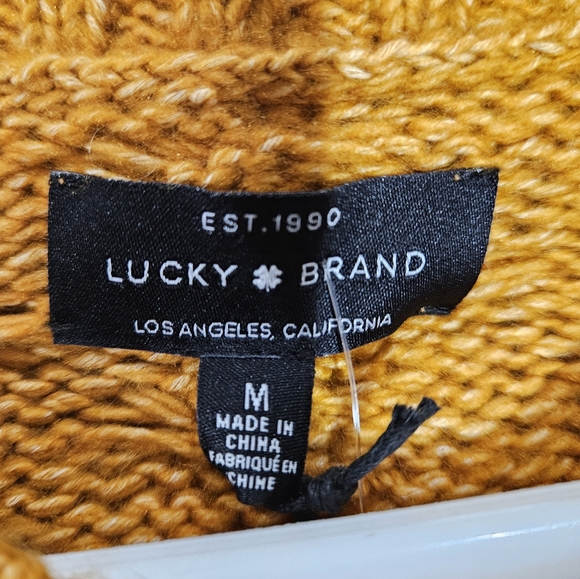 EST. 1990
LUCKY BRAND
LOS ANGELES, CALIFORNIA
M
MADE IN
CHINA
FABRIQUÉ EN
CHINE